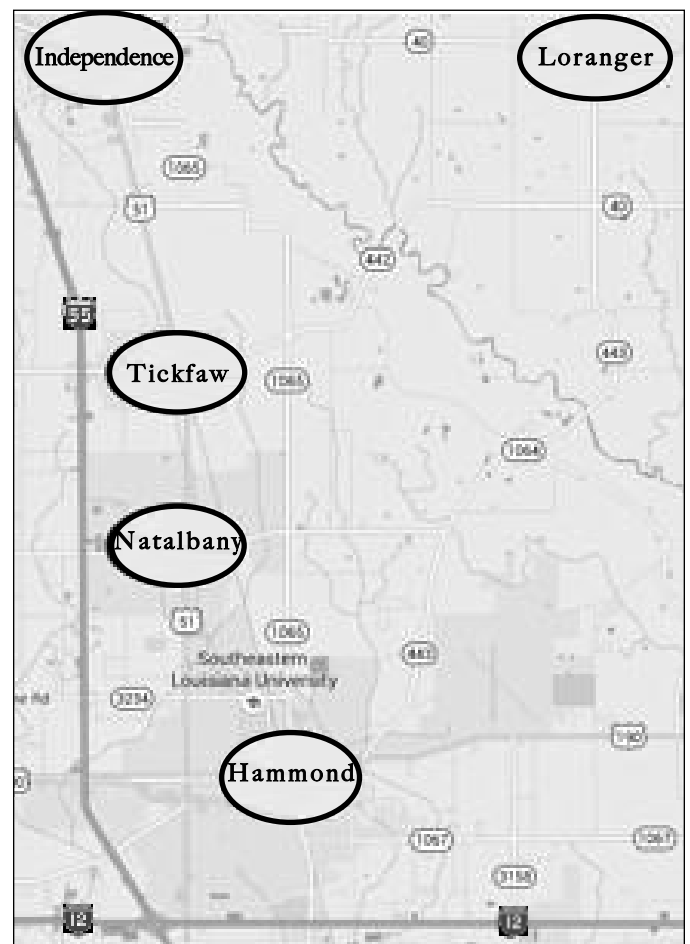 Independence
Loranger
40
1065
51
40
442
55
Tickfaw
1065
443
1064
Natalbany
51
1065
443
Southeastern
Louisiana University
3234
190
Hammond
1067
1067
3158
12
12